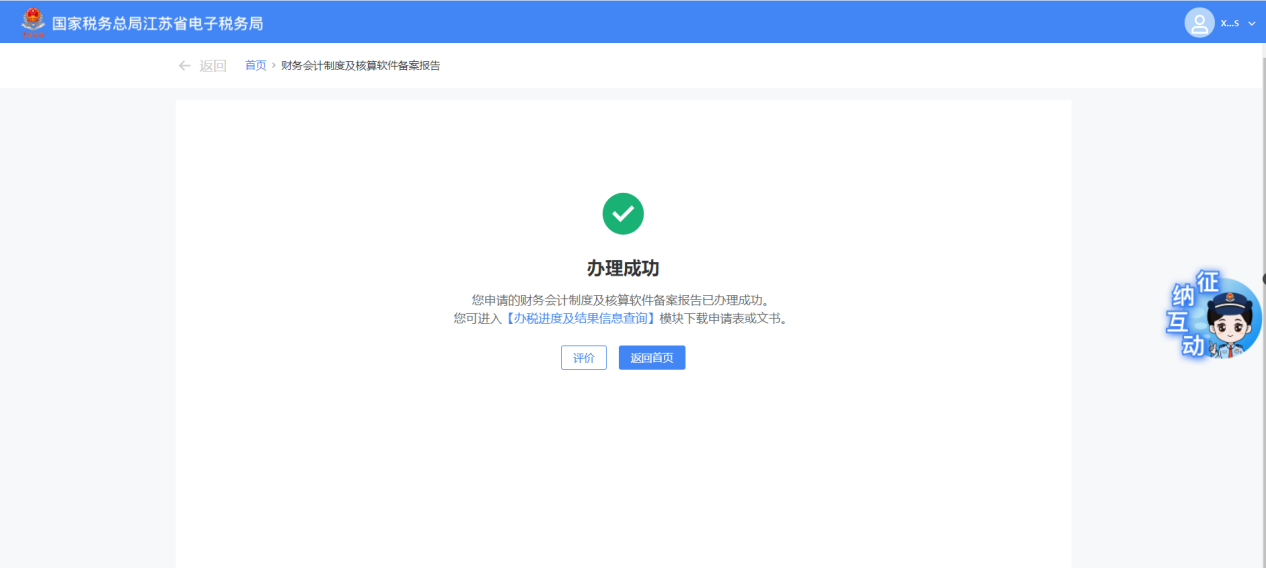 国家税务总局江苏省电子税务局
x...s
返回
首页 > 财务会计制度及核算软件备案报告
办理成功
您申请的财务会计制度及核算软件备案报告已办理成功。
您可进入【办税进度及结果信息查询】模块下载申请表或文书。
评价
返回首页
征纳互动